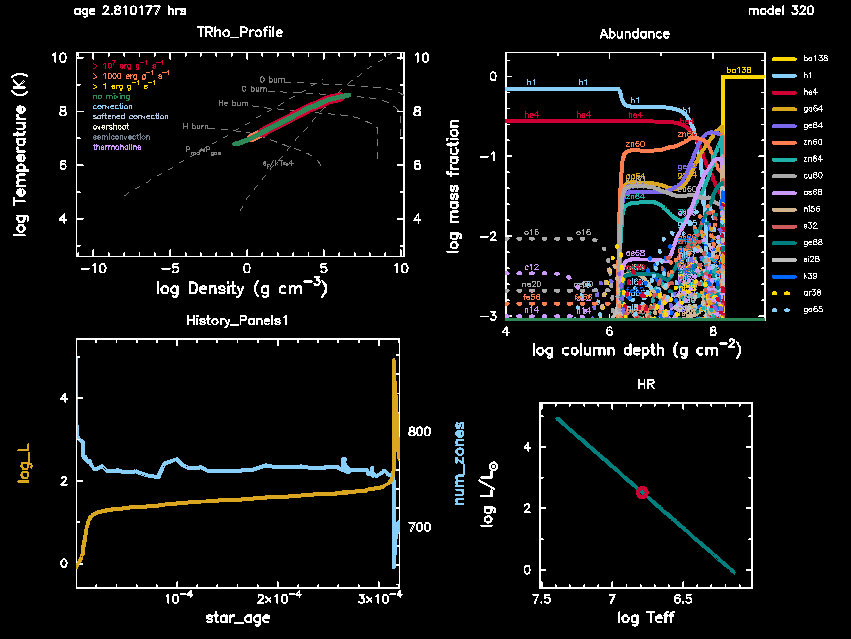 age 2.810177 hrs
model 320
TRho_Profile
> 10^7 erg g^-1 s^-1
> 1000 erg g^-1 s^-1
> 1 erg g^-1 s^-1
no mixing
convection
softened convection
overshoot
semiconvection
thermohaline
O burn
C burn
He burn
H burn
10
8
6
4
10
8
6
4
−10
−5
0
5
10
log Temperature (K)
log Density (g cm^−3)
Abundance
ba138
h1
h1
h1
he4
he4
he4
zn60
zn60
ga64
zn64
as68
o16
o16
c12
ne20
fe56
n14
0
−1
−2
−3
4
6
8
log mass fraction
log column depth (g cm^−2)
ba138
h1
he4
ga64
ge64
zn60
zn64
cu60
as68
ni56
s32
ge68
si28
k39
ar38
ga65
History_Panels1
4
2
0
800
700
10^−4
2×10^−4
3×10^−4
log_L
num_zones
star_age
HR
4
2
0
7.5
7
6.5
log L/L⊙
log Teff